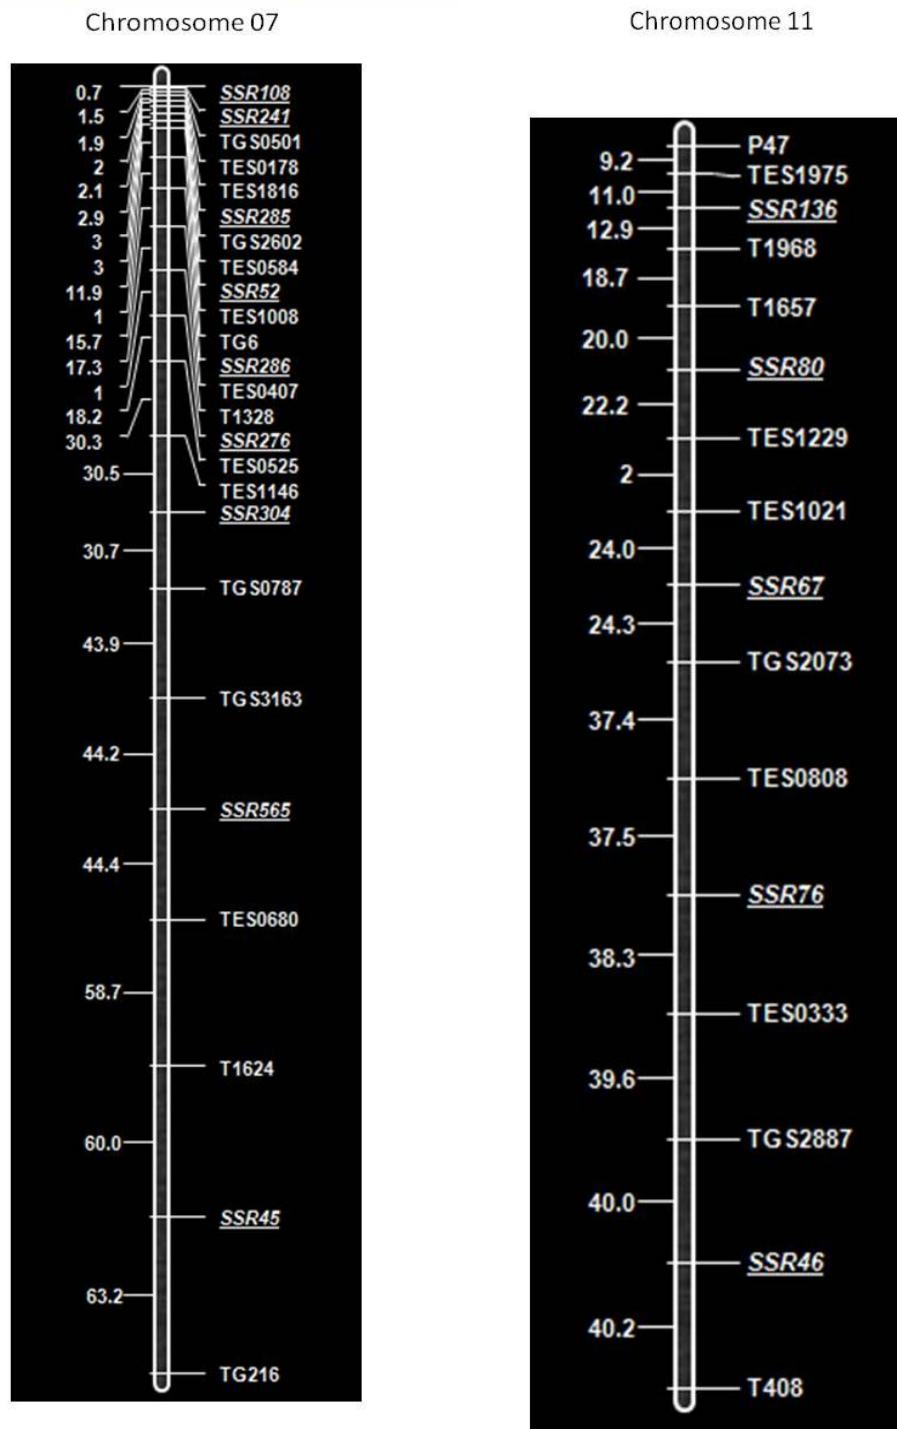 Chromosome 07
0.7
1.5
1.9
2
2.1
2.9
3
3
11.9
1
15.7
17.3
1
18.2
30.3
30.5
30.7
43.9
44.2
44.4
58.7
60.0
63.2
SSR108
SSR241
TGS0501
TES0178
TES1816
SSR285
TGS2602
TES0584
SSR52
TES1008
TG6
SSR286
TES0407
T1328
SSR276
TES0525
TES1146
SSR304
TGS0787
TGS3163
SSR565
TES0680
T1624
SSR45
TG216
Chromosome 11
9.2
11.0
12.9
18.7
20.0
22.2
2
24.0
24.3
37.4
37.5
38.3
39.6
40.0
40.2
P47
TES1975
SSR136
T1968
T1657
SSR80
TES1229
TES1021
SSR67
TGS2073
TES0808
SSR76
TES0333
TGS2887
SSR46
T408